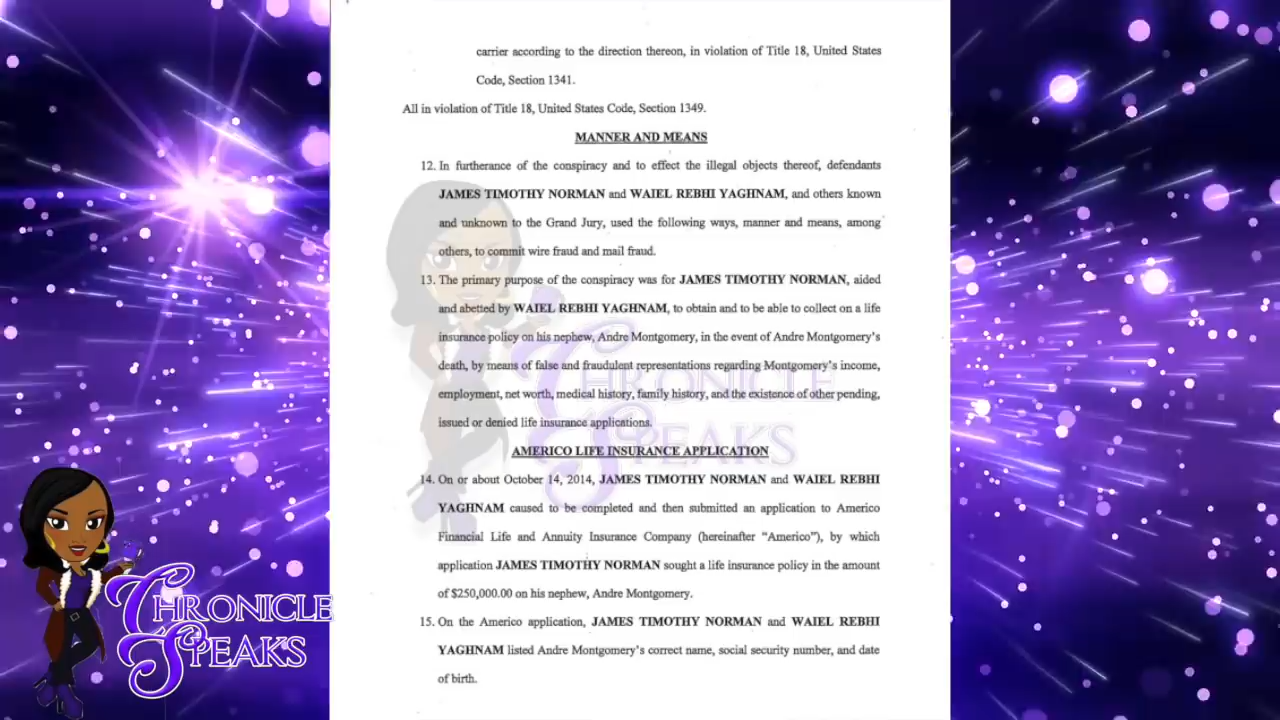 carrier according to the direction thereon, in violation of Title 18, United States
Code, Section 1341.
All in violation of Title 18, United States Code, Section 1349.
MANNER AND MEANS
12. In furtherance of the conspiracy and to effect the illegal objects thereof, defendants
JAMES TIMOTHY NORMAN and WAIEL REBHI YAGHNAM, and others known
and unknown to the Grand Jury, used the following ways, manner and means, among
others, to commit wire fraud and mail fraud.
13. The primary purpose of the conspiracy was for JAMES TIMOTHY NORMAN, aided
and abetted by WAIEL REBHI YAGHNAM, to obtain and to be able to collect on a life
insurance policy on his nephew, Andre Montgomery, in the event of Andre Montgomery's
death, by means of false and fraudulent representations regarding Montgomery's income,
employment, net worth, medical history, family history, and the existence of other pending,
issued or denied life insurance applications.
AMERICO LIFE INSURANCE APPLICATION
14. On or about October 14, 2014, JAMES TIMOTHY NORMAN and WAIEL REBHI
YAGHNAM caused to be completed and then submitted an application to Americo
Financial Life and Annuity Insurance Company (hereinafter "Americo"), by which
application JAMES TIMOTHY NORMAN sought a life insurance policy in the amount
of $250,000.00 on his nephew, Andre Montgomery.
15. On the Americo application, JAMES TIMOTHY NORMAN and WAIEL REBHI
YAGHNAM listed Andre Montgomery's correct name, social security number, and date
of birth.
CHRONICLE
SPEAKS
CHRONICLE
SPEAKS